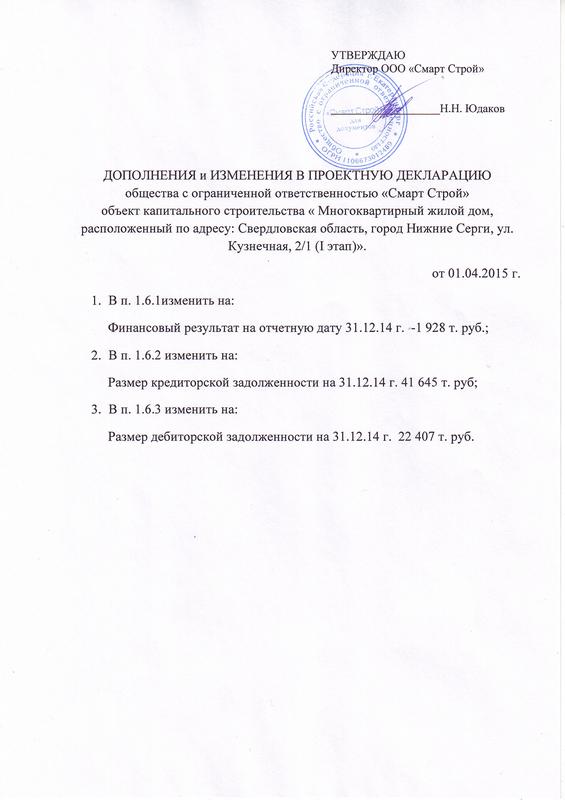 УТВЕРЖДАЮ
Директор ООО «Смарт Строй»
Н.Н. Юдаков
Смарт Строй
для
документов
ДОПОЛНЕНИЯ и ИЗМЕНЕНИЯ В ПРОЕКТНУЮ ДЕКЛАРАЦИЮ
общества с ограниченной ответственностью «Смарт Строй»
объект капитального строительства « Многоквартирный жилой дом,
расположенный по адресу: Свердловская область, город Нижние Серги, ул.
Кузнечная, 2/1 (I этап)».
от 01.04.2015 г.
1. В п. 1.6.1изменить на:
Финансовый результат на отчетную дату 31.12.14 г. –-1 928 т. руб.;
2. В п. 1.6.2 изменить на:
Размер кредиторской задолженности на 31.12.14 г. 41 645 т. руб;
3. В п. 1.6.3 изменить на:
Размер дебиторской задолженности на 31.12.14 г. 22 407 т. руб.